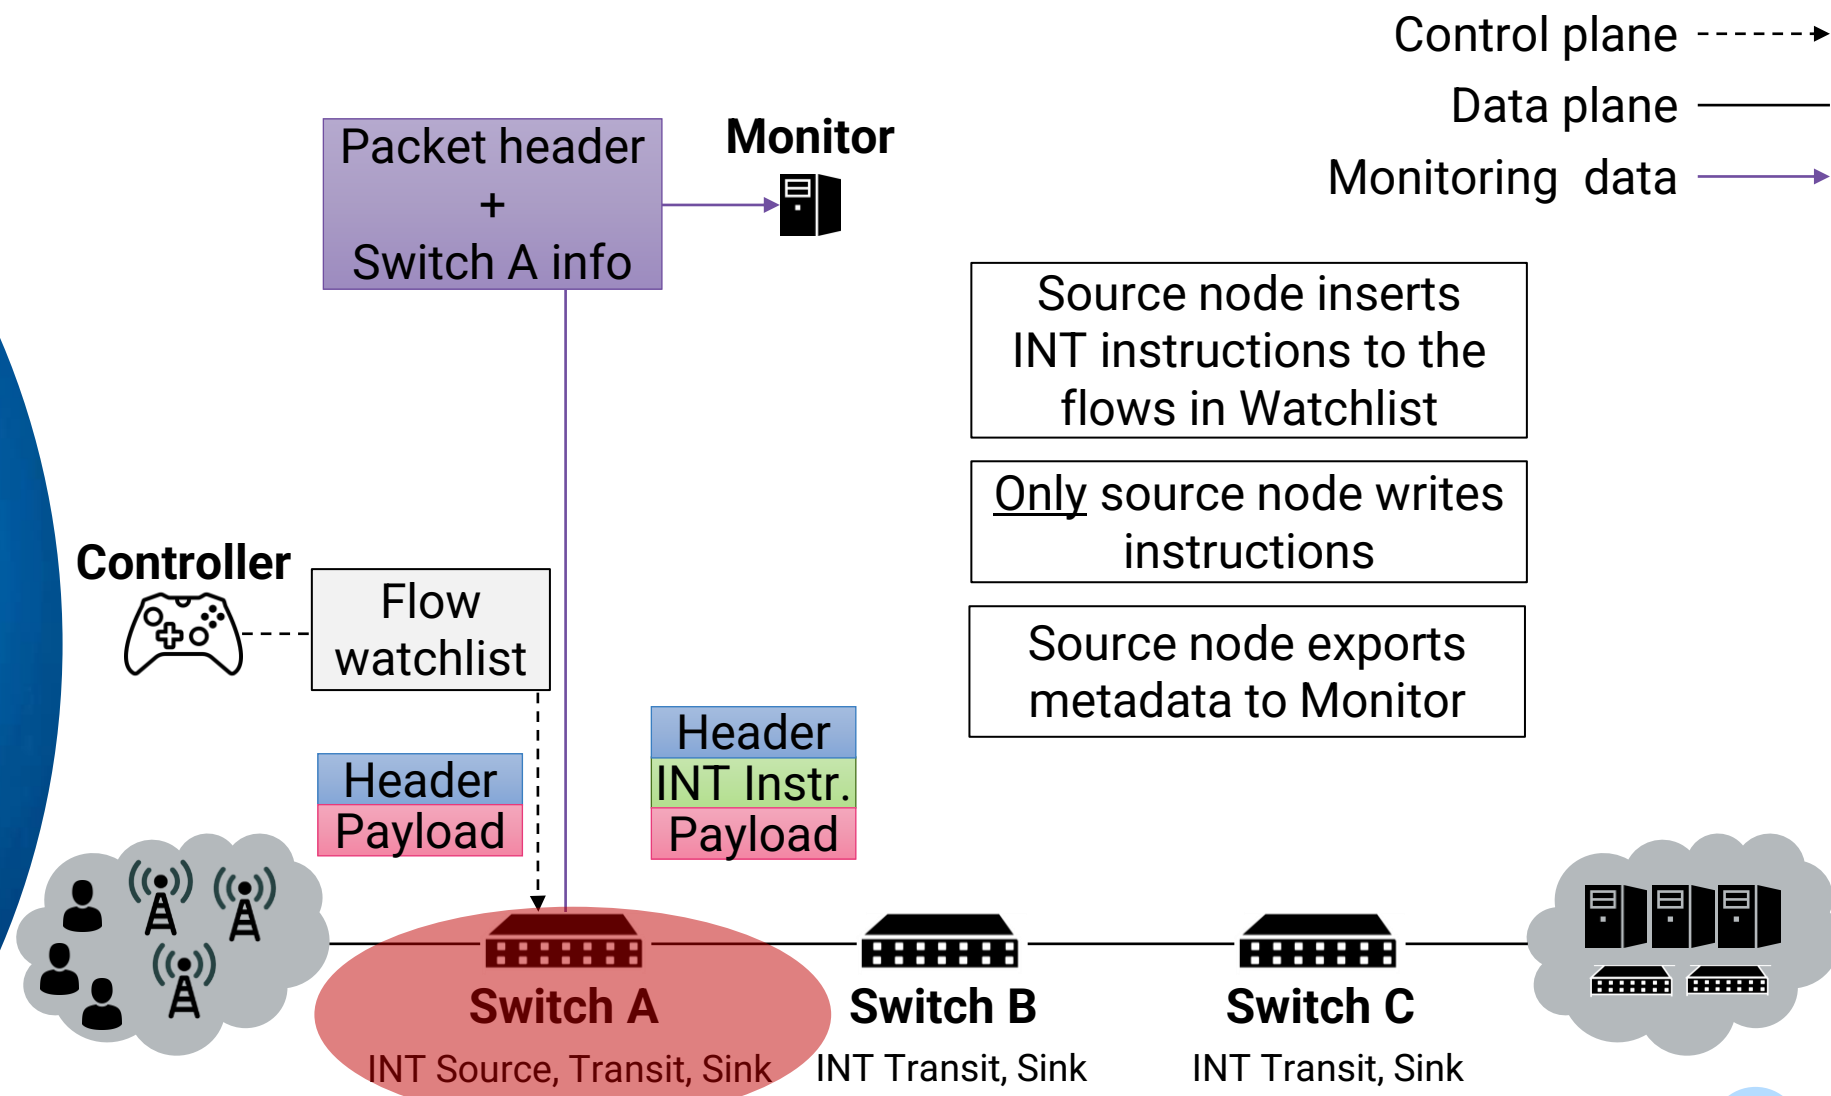 Control plane
Data plane
Monitoring data
Packet header
+
Switch A info
Monitor
Source node inserts
INT instructions to the
flows in Watchlist
Only source node writes
instructions
Source node exports
metadata to Monitor
Controller
Flow
watchlist
Header
Payload
Header
INT Instr.
Payload
Switch A
INT Source, Transit, Sink
Switch B
INT Transit, Sink
Switch C
INT Transit, Sink